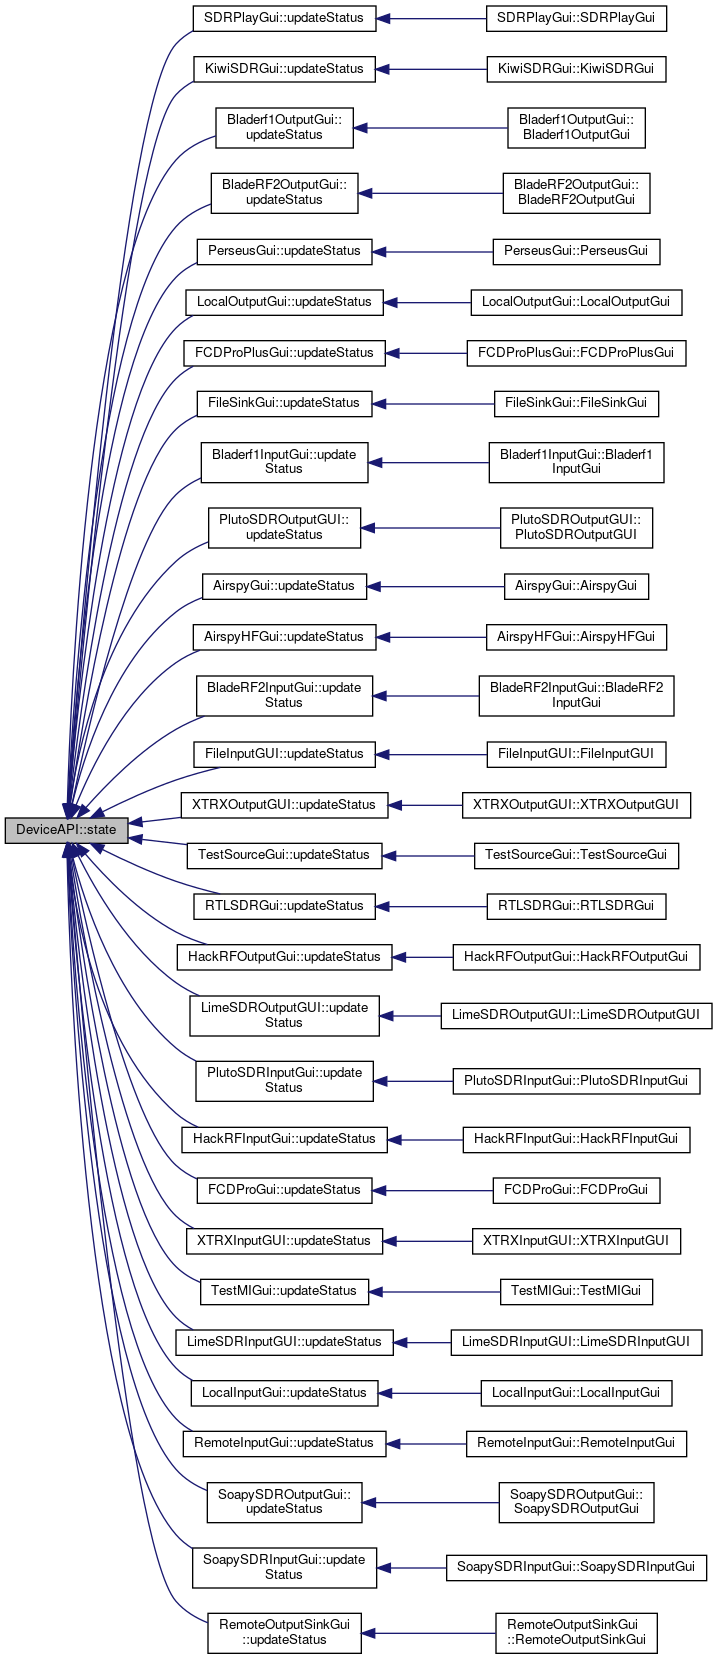 SDRPlayGui::updateStatus
SDRPlayGui::SDRPlayGui
KiwiSDRGui::updateStatus
KiwiSDRGui::KiwiSDRGui
Bladerf1OutputGui::
updateStatus
Bladerf1OutputGui::
Bladerf1OutputGui
BladeRF2OutputGui::
updateStatus
BladeRF2OutputGui::
BladeRF2OutputGui
PerseusGui::updateStatus
PerseusGui::PerseusGui
LocalOutputGui::updateStatus
LocalOutputGui::LocalOutputGui
FCDProPlusGui::updateStatus
FCDProPlusGui::FCDProPlusGui
FileSinkGui::updateStatus
FileSinkGui::FileSinkGui
Bladerf1InputGui::update
Status
Bladerf1InputGui::Bladerf1
InputGui
PlutoSDROutputGUI::
updateStatus
PlutoSDROutputGUI::
PlutoSDROutputGUI
AirspyGui::updateStatus
AirspyGui::AirspyGui
AirspyHFGui::updateStatus
AirspyHFGui::AirspyHFGui
BladeRF2InputGui::update
Status
BladeRF2InputGui::BladeRF2
InputGui
FileInputGUI::updateStatus
FileInputGUI::FileInputGUI
XTRXOutputGUI::updateStatus
XTRXOutputGUI::XTRXOutputGUI
DeviceAPI::state
TestSourceGui::updateStatus
TestSourceGui::TestSourceGui
RTLSDRGui::updateStatus
RTLSDRGui::RTLSDRGui
HackRFOutputGui::updateStatus
HackRFOutputGui::HackRFOutputGui
LimeSDROutputGUI::update
Status
LimeSDROutputGUI::LimeSDROutputGUI
PlutoSDRInputGui::update
Status
PlutoSDRInputGui::PlutoSDRInputGui
HackRFInputGui::updateStatus
HackRFInputGui::HackRFInputGui
FCDProGui::updateStatus
FCDProGui::FCDProGui
XTRXInputGUI::updateStatus
XTRXInputGUI::XTRXInputGUI
TestMIGui::updateStatus
TestMIGui::TestMIGui
LimeSDRInputGUI::updateStatus
LimeSDRInputGUI::LimeSDRInputGUI
LocalInputGui::updateStatus
LocalInputGui::LocalInputGui
RemoteInputGui::updateStatus
RemoteInputGui::RemoteInputGui
SoapySDROutputGui::
updateStatus
SoapySDROutputGui::
SoapySDROutputGui
SoapySDRInputGui::update
Status
SoapySDRInputGui::SoapySDRInputGui
RemoteOutputSinkGui
::updateStatus
RemoteOutputSinkGui
::RemoteOutputSinkGui